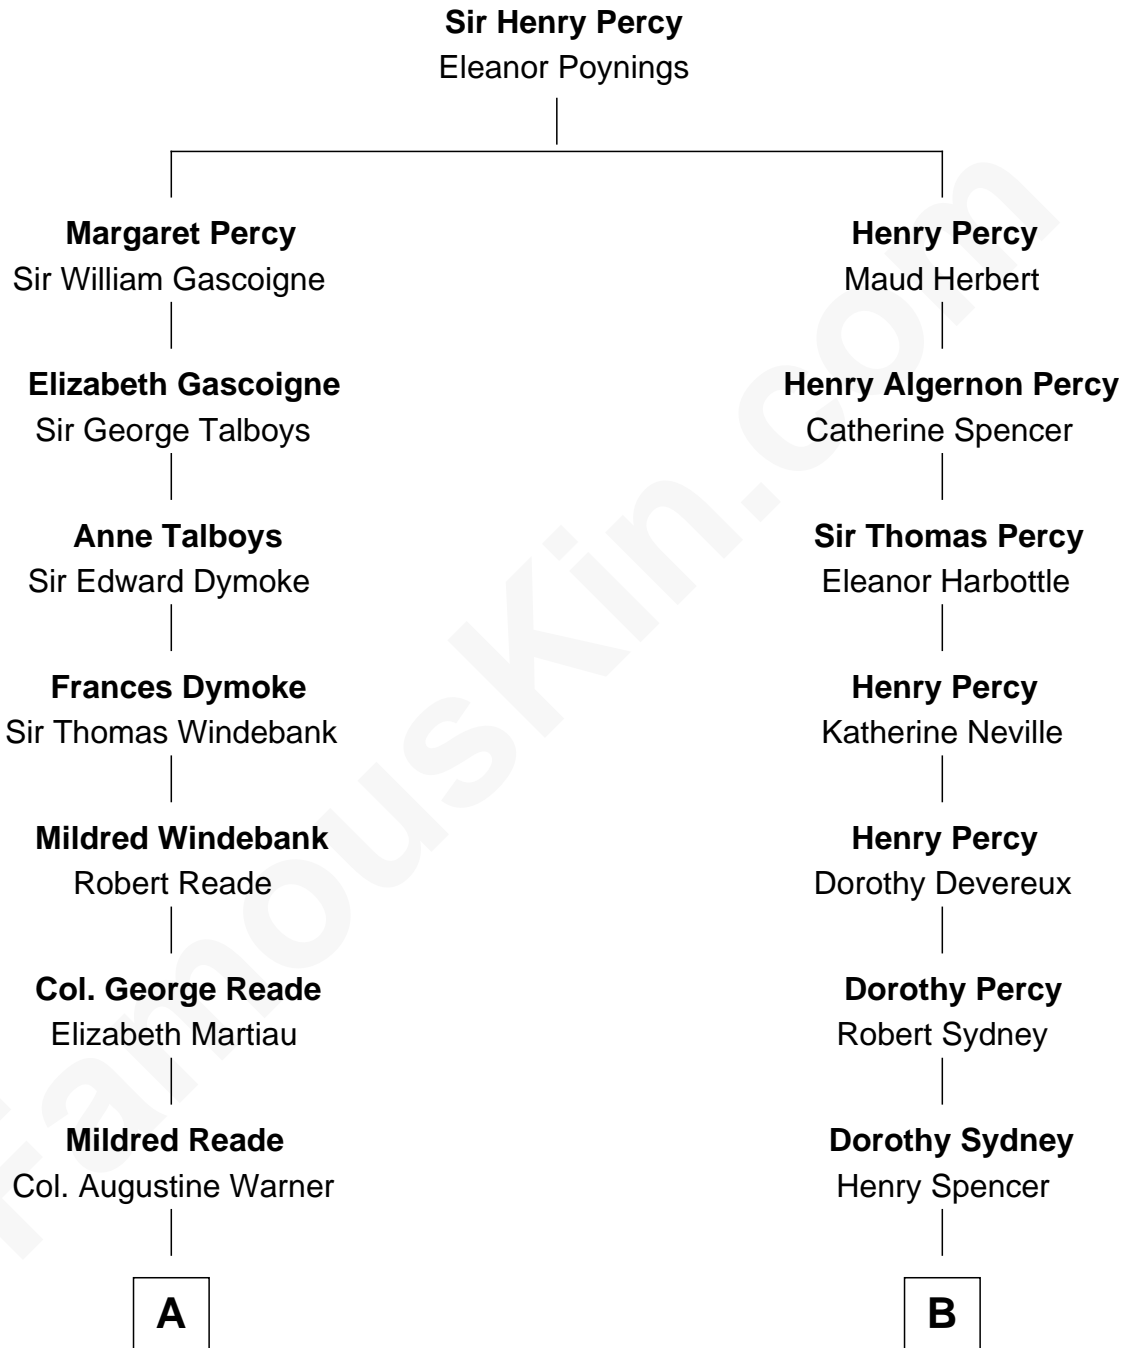 Sir Henry Percy
Eleanor Poynings
Margaret Percy
Sir William Gascoigne
Henry Percy
Maud Herbert
Elizabeth Gascoigne
Sir George Talboys
Henry Algernon Percy
Catherine Spencer
Anne Talboys
Sir Edward Dymoke
Sir Thomas Percy
Eleanor Harbottle
Frances Dymoke
Sir Thomas Windebank
Henry Percy
Katherine Neville
Mildred Windebank
Robert Reade
Henry Percy
Dorothy Devereux
Col. George Reade
Elizabeth Martiau
Dorothy Percy
Robert Sydney
Mildred Reade
Col. Augustine Warner
Dorothy Sydney
Henry Spencer
A
B
FamousKin.com